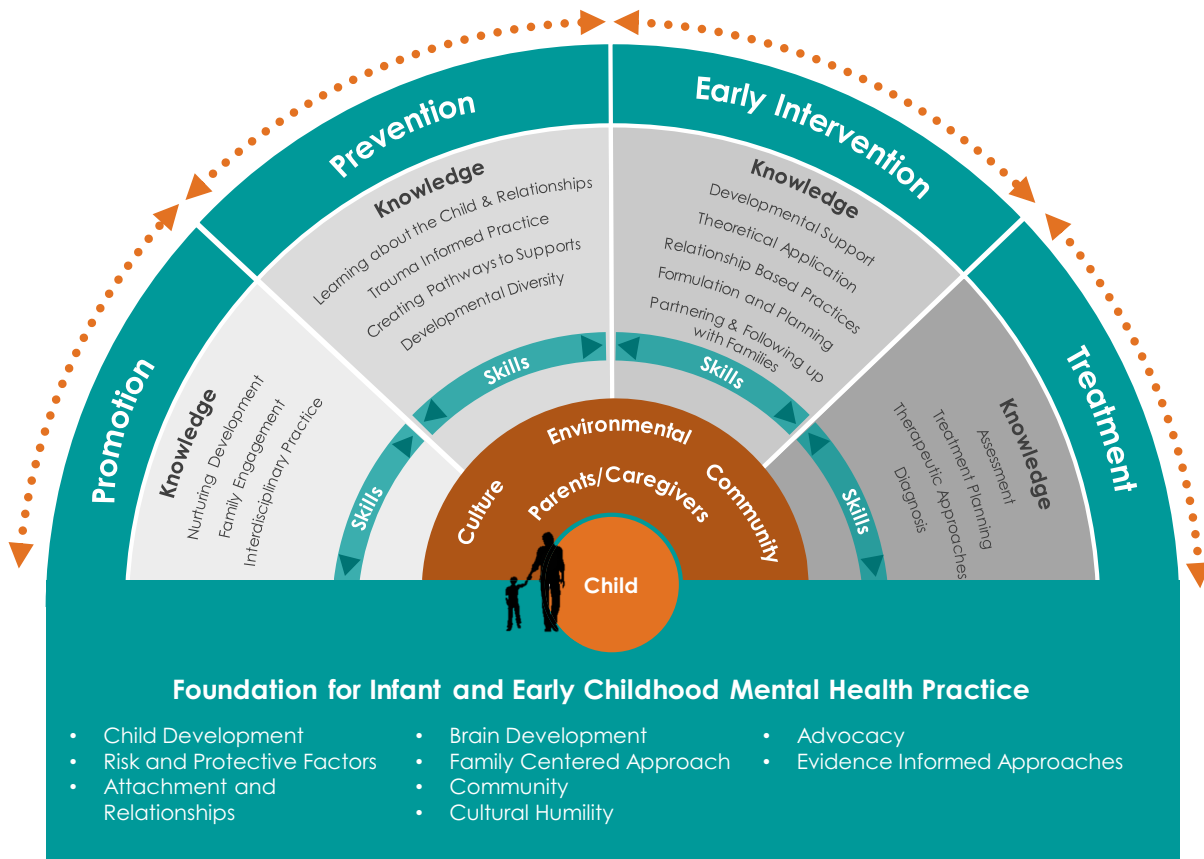 Promotion
Knowledge
Nurturing Development
Family Engagement
Interdisciplinary Practice
Skills
Prevention
Knowledge
Learning about the Child & Relationships
Trauma Informed Practice
Creating Pathways to Supports
Developmental Diversity
Skills
Early Intervention
Knowledge
Developmental Support
Theoretical Application
Relationship Based Practices
Formulation and Planning
Partnering & Following up
with Families
Skills
Treatment
Knowledge
Assessment
Treatment Planning
Therapeutic Approaches
Diagnosis
Skills
Culture
Environmental
Community
Parents/Caregivers
Child
Foundation for Infant and Early Childhood Mental Health Practice
• Child Development
• Risk and Protective Factors
• Attachment and
Relationships
• Brain Development
• Family Centered Approach
• Community
• Cultural Humility
• Advocacy
• Evidence Informed Approaches